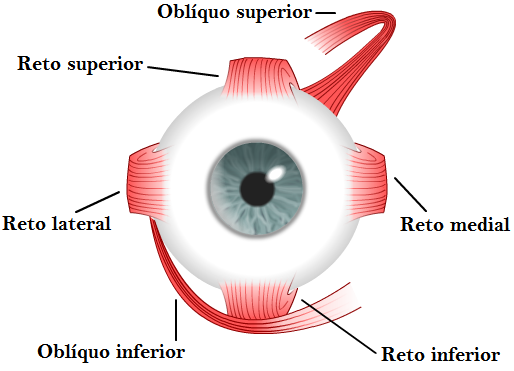 Oblíquo superior
Reto superior
Reto lateral
Reto medial
Oblíquo inferior
Reto inferior